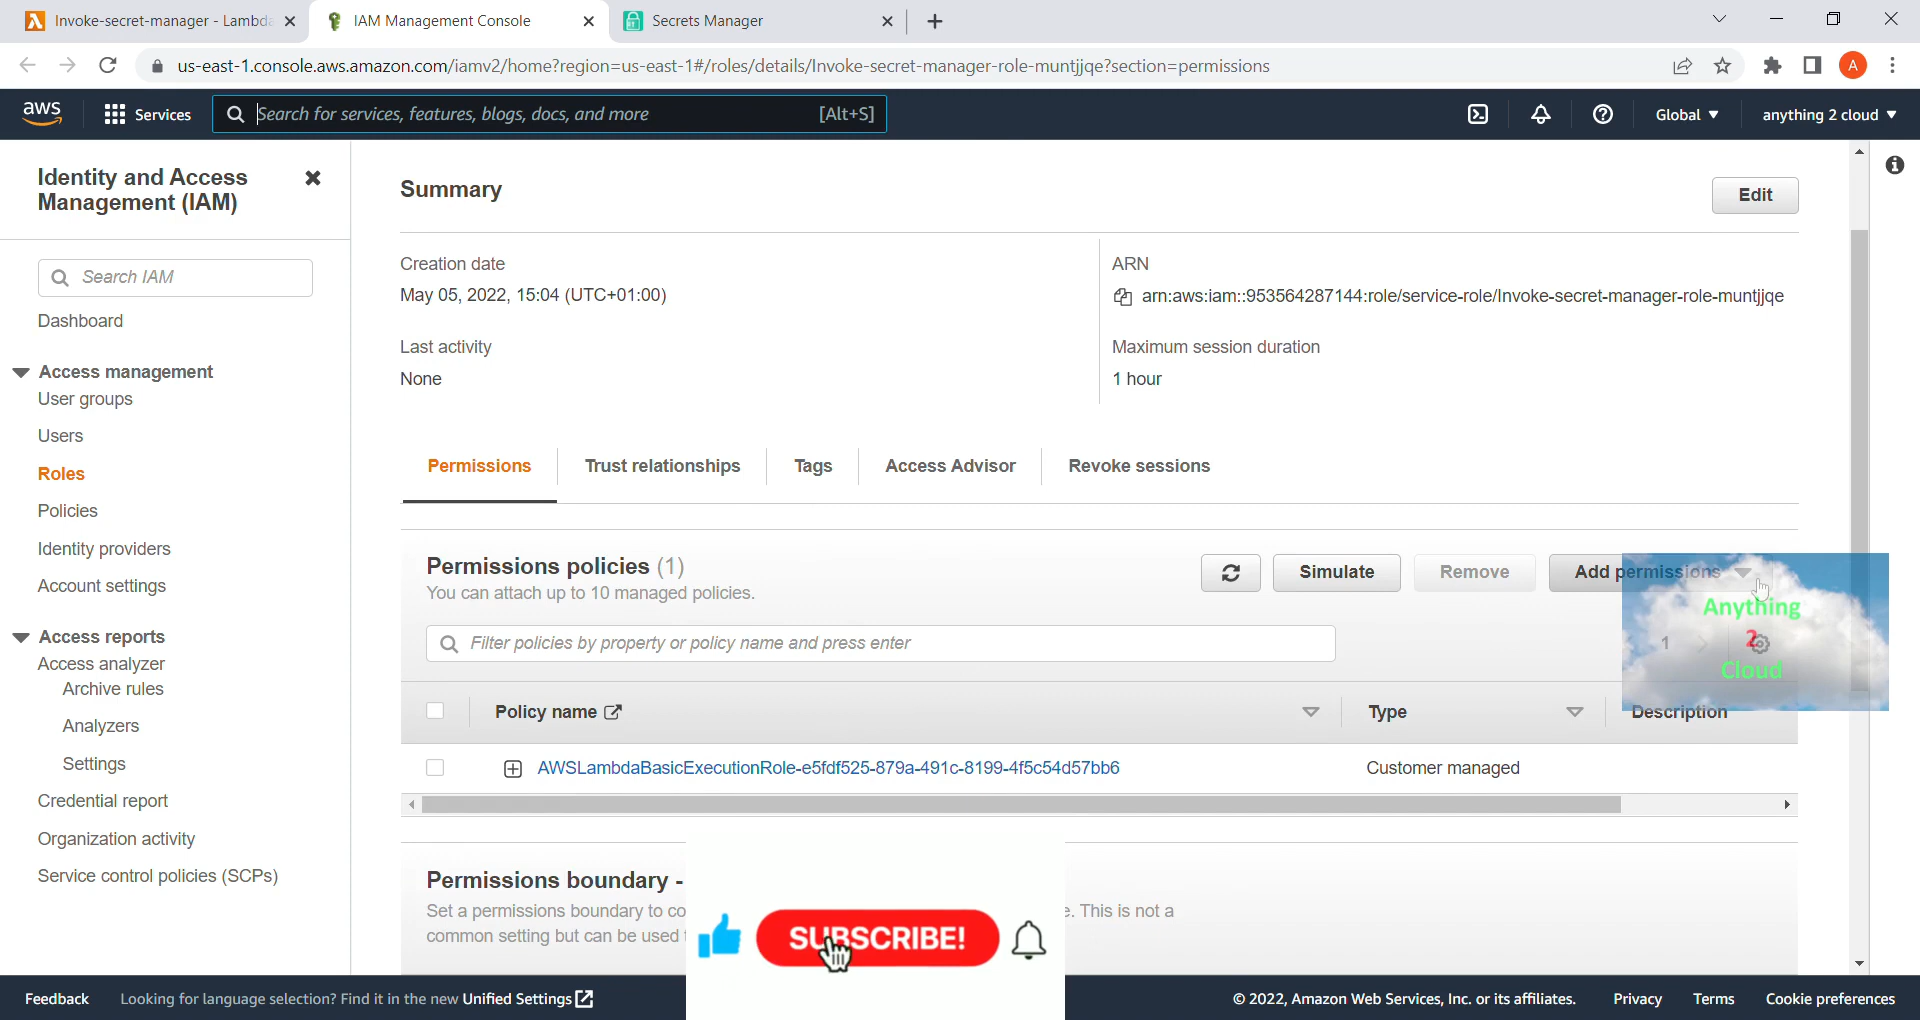 Invoke-secret-manager - Lambda
IAM Management Console
Secrets Manager
us-east-1.console.aws.amazon.com/iamv2/home?region=us-east-1#/roles/details/Invoke-secret-manager-role-muntjjqe?section=permissions
A
aws
Services
Search for services, features, blogs, docs, and more
[Alt+S]
Global
anything 2 cloud
Identity and Access
Management (IAM)
Search IAM
Dashboard
Access management
User groups
Users
Roles
Policies
Identity providers
Account settings
Access reports
Access analyzer
Archive rules
Analyzers
Settings
Credential report
Organization activity
Service control policies (SCPs)
Summary
Edit
Creation date
May 05, 2022, 15:04 (UTC+01:00)
ARN
arn:aws:iam::953564287144:role/service-role/Invoke-secret-manager-role-muntjjqe
Last activity
None
Maximum session duration
1 hour
Permissions
Trust relationships
Tags
Access Advisor
Revoke sessions
Permissions policies (1)
You can attach up to 10 managed policies.
Simulate
Remove
Add permissions
Anything
2
Cloud
Filter policies by property or policy name and press enter
1
Policy name
Type
Description
AWSLambdaBasicExecutionRole-e5fdf525-879a-491c-8199-4f5c54d57bb6
Customer managed
Permissions boundary -
Set a permissions boundary to co
e. This is not a
common setting but can be used
SUBSCRIBE!
Feedback
Looking for language selection? Find it in the new Unified Settings
© 2022, Amazon Web Services, Inc. or its affiliates.
Privacy
Terms
Cookie preferences